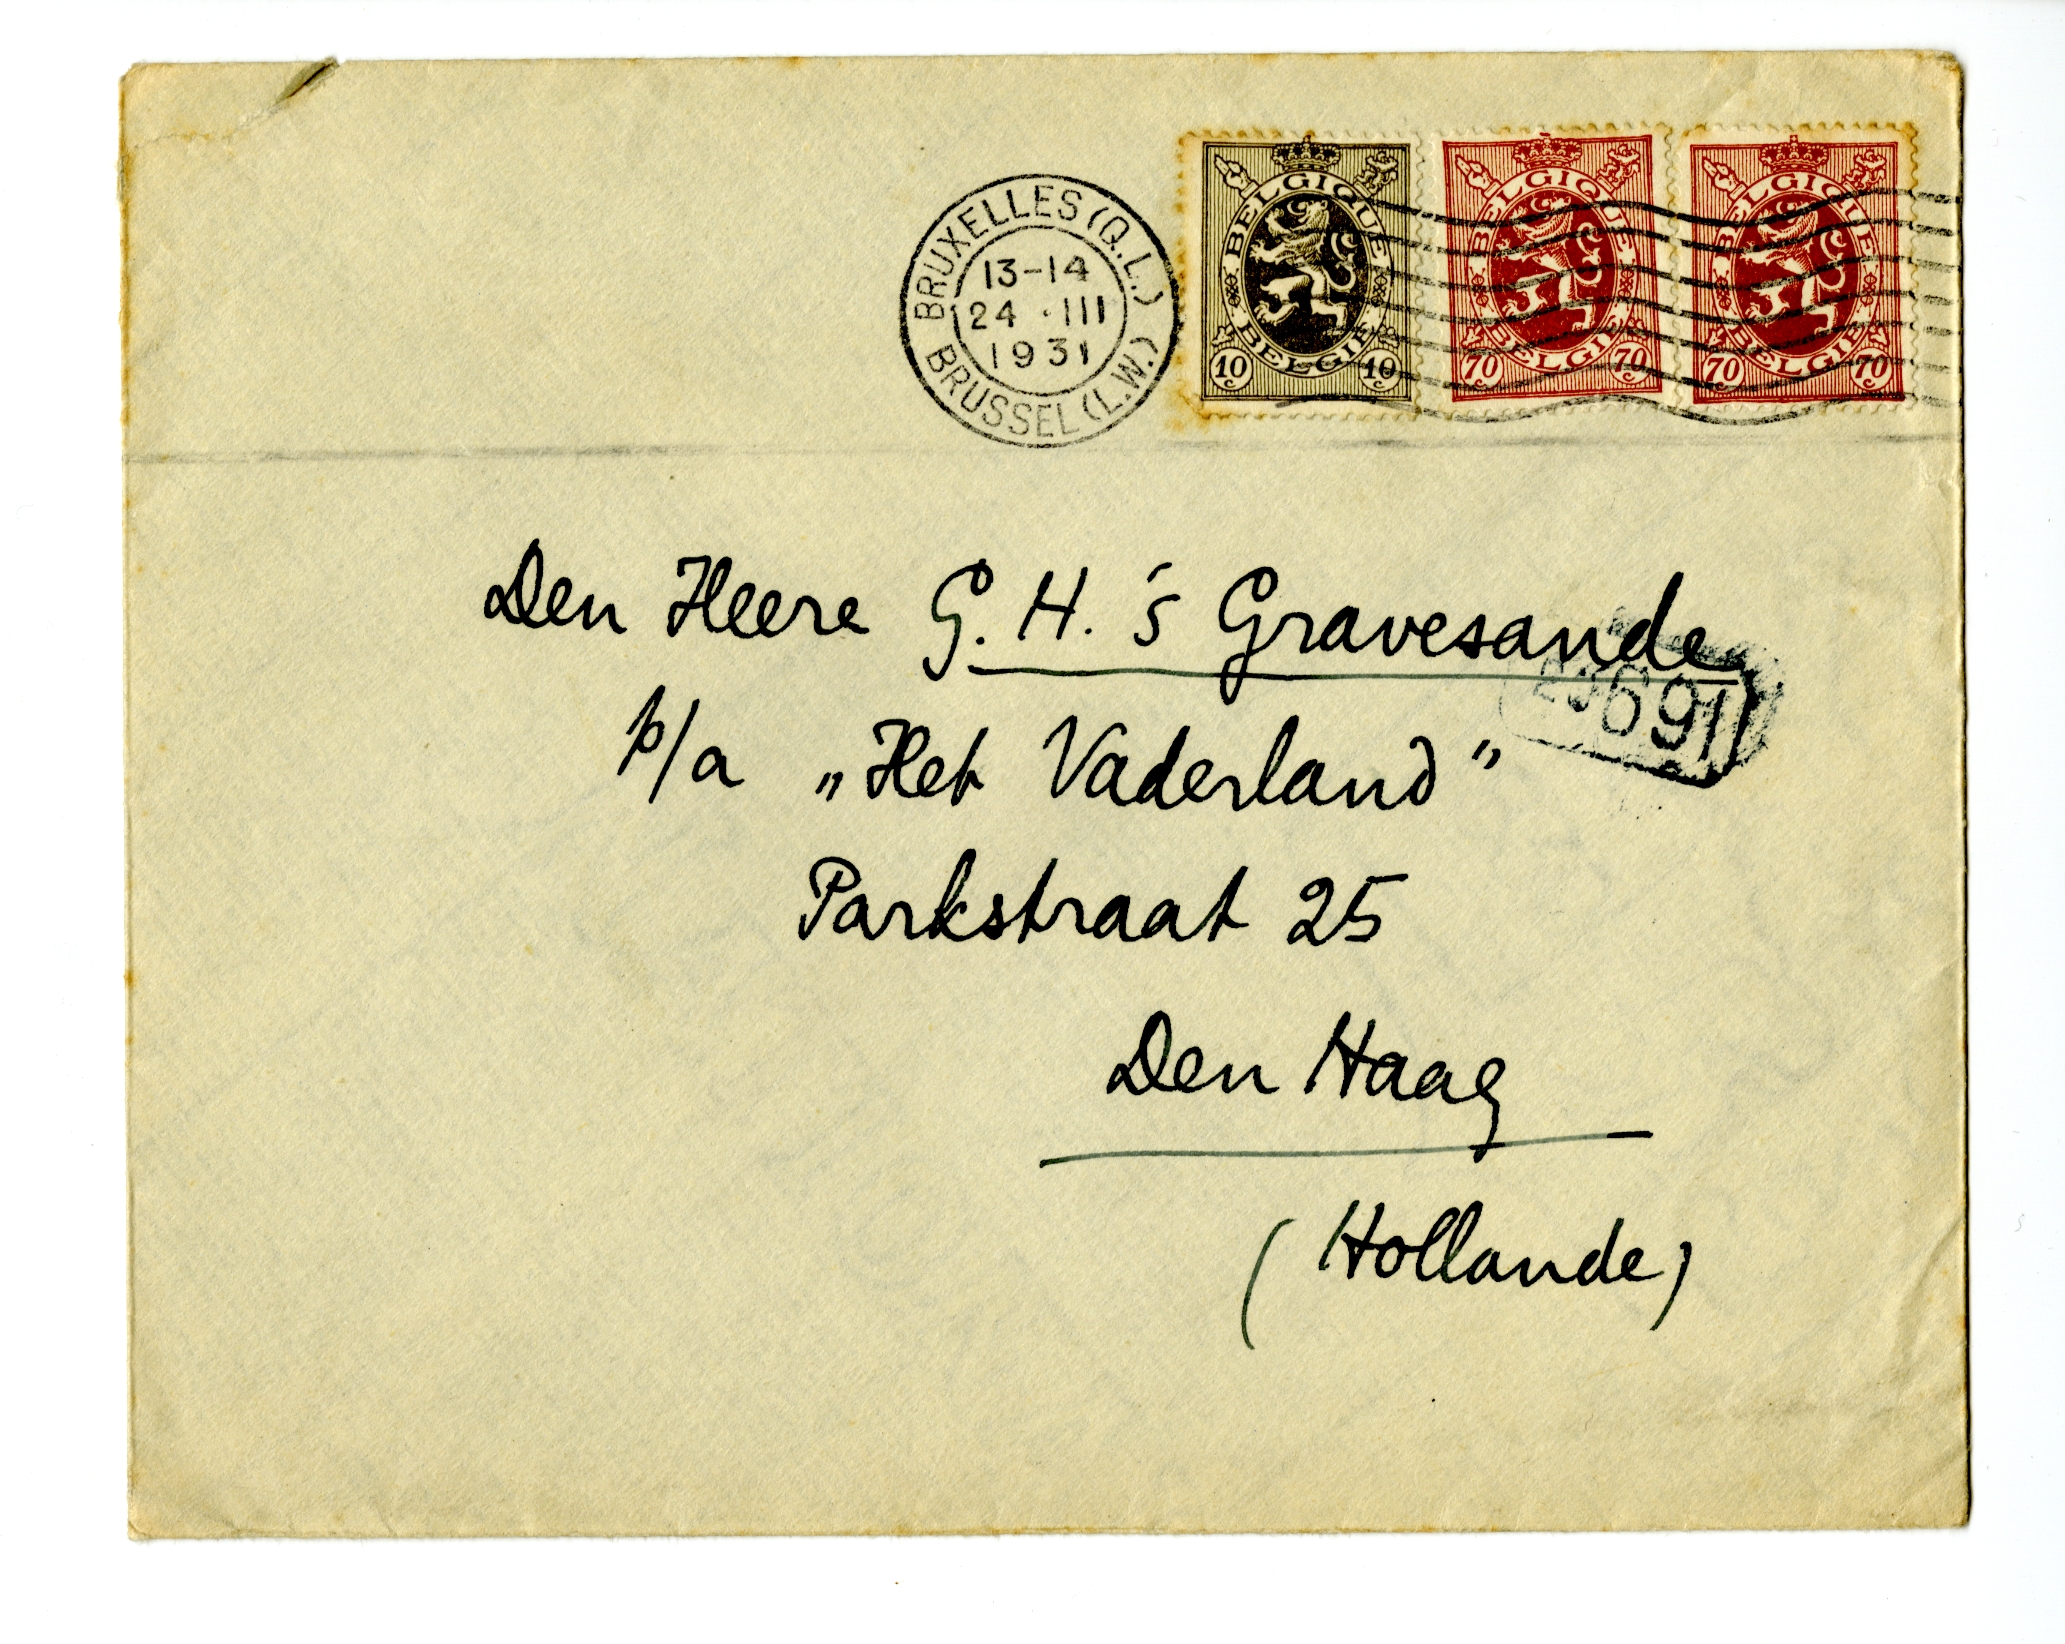 BRUXELLES (Q.L.)
13-14
24 · III
1931
BRUSSEL (L.W.)
BELGIQUE
BELGIE
10 c 10 c
BELGIQUE
BELGIE
70 c 70 c
BELGIQUE
BELGIE
70 c 70 c
Den Heere G. H. 's Gravesande
p/a „Het Vaderland"
Parkstraat 25
Den Haag
(Hollande)